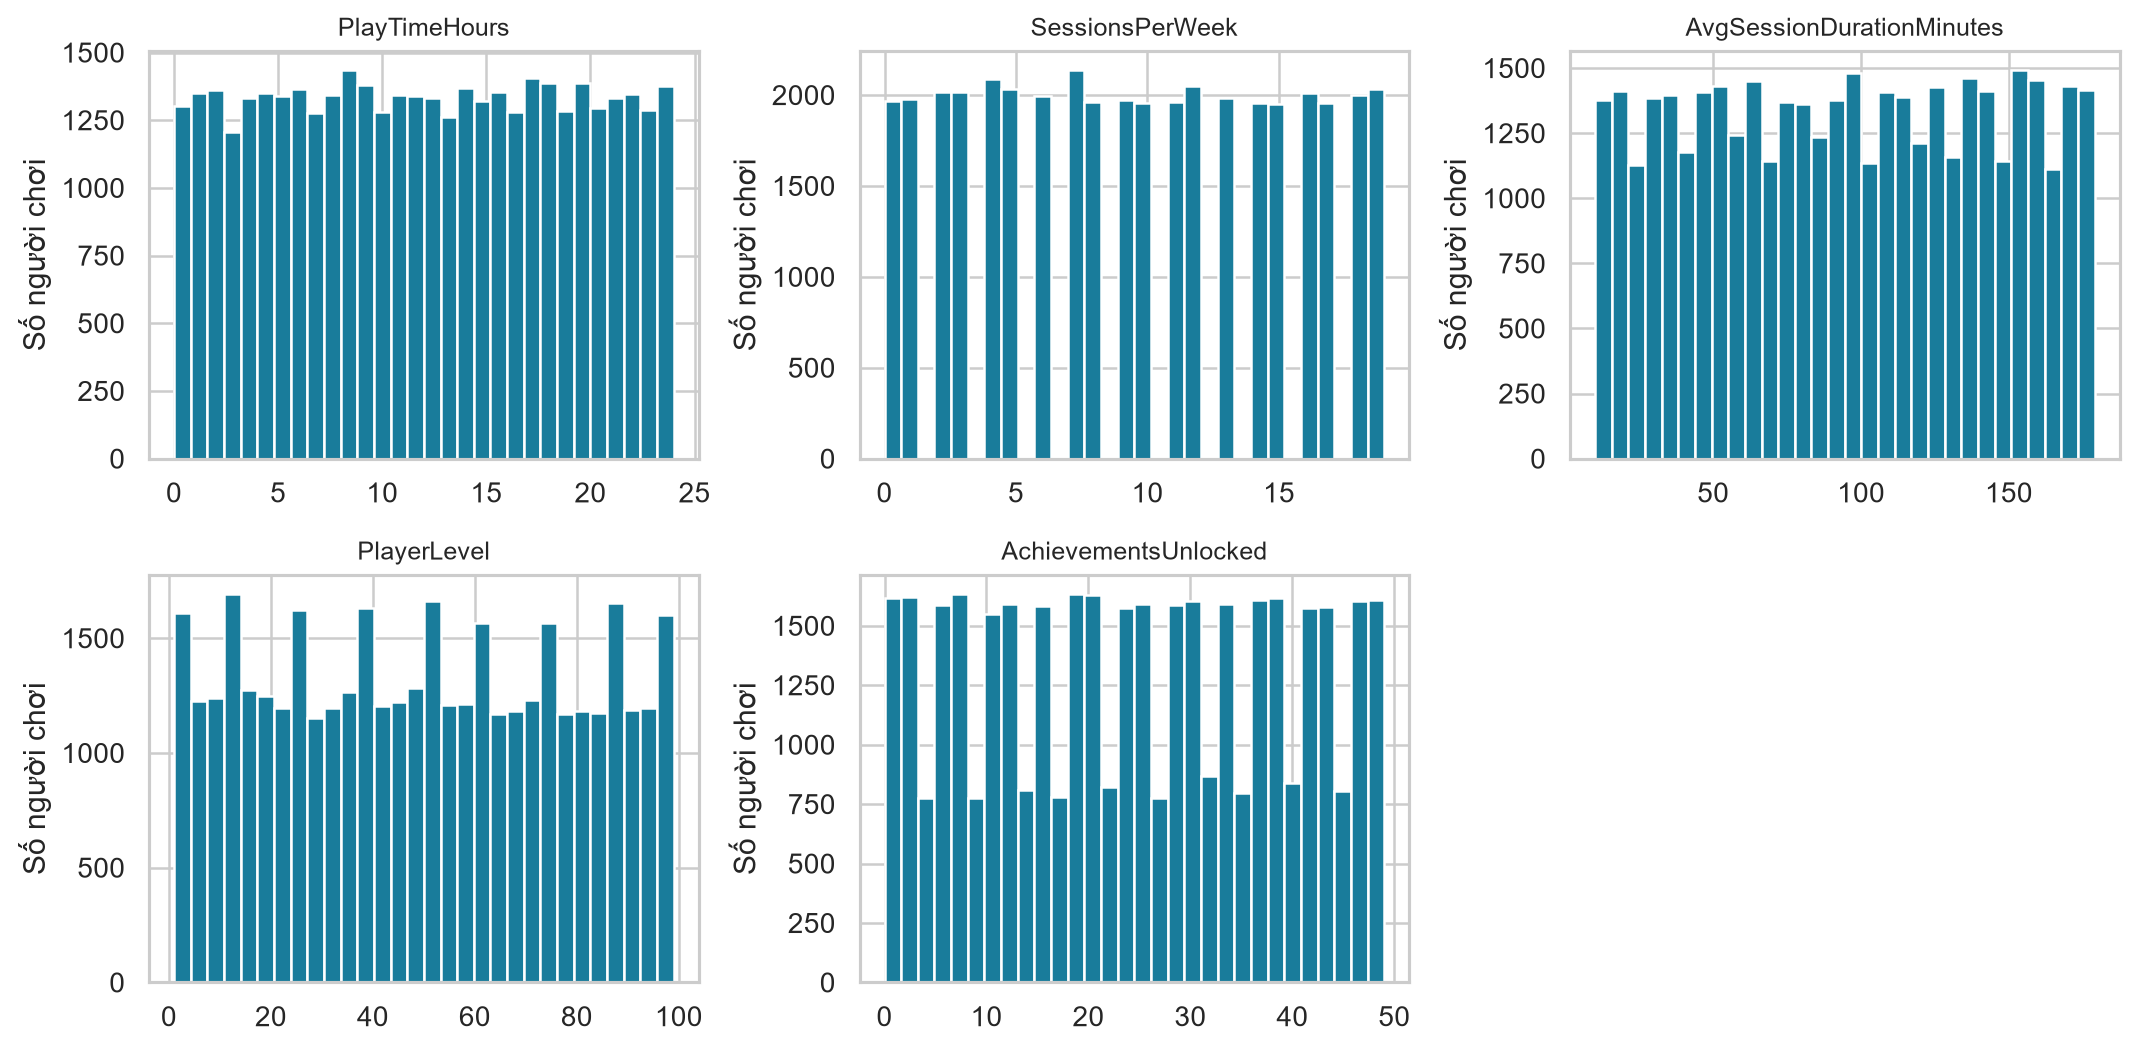 PlayTimeHours
Số người chơi
1500
1250
1000
750
500
250
0
0 5 10 15 20 25
SessionsPerWeek
Số người chơi
2000
1500
1000
500
0
0 5 10 15
AvgSessionDurationMinutes
Số người chơi
1500
1250
1000
750
500
250
0
50 100 150
PlayerLevel
Số người chơi
1500
1000
500
0
0 20 40 60 80 100
AchievementsUnlocked
Số người chơi
1500
1250
1000
750
500
250
0
0 10 20 30 40 50